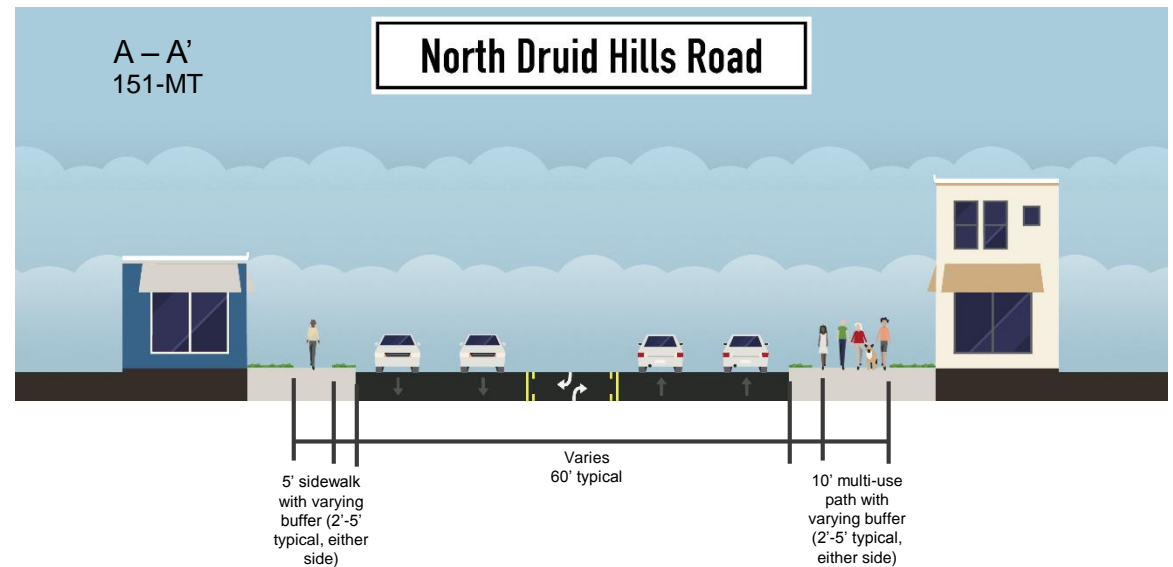 A – A'
151-MT
North Druid Hills Road
Varies
60' typical
5' sidewalk
with varying
buffer (2'-5'
typical, either
side)
10' multi-use
path with
varying buffer
(2'-5' typical,
either side)